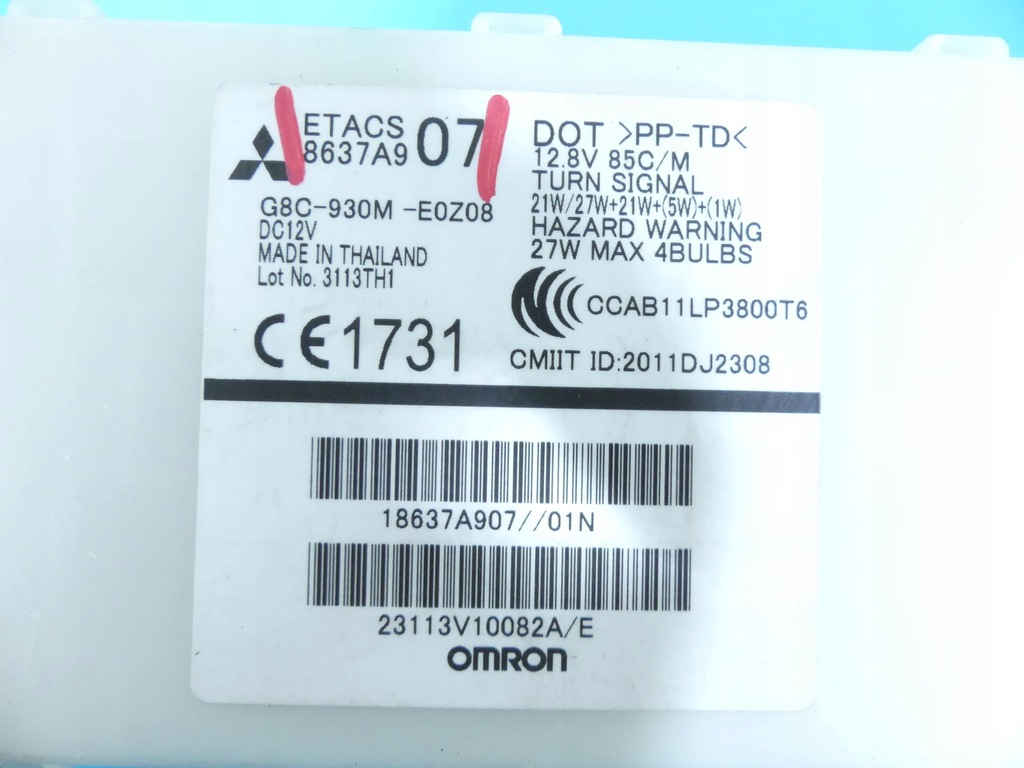 ETACS
8637A907
G8C-930M -E0Z08
DC12V
MADE IN THAILAND
Lot No. 3113TH1
CE1731
DOT >PP-TD<
12.8V 85C/M
TURN SIGNAL
21W/27W+21W+(5W)+(1W)
HAZARD WARNING
27W MAX 4BULBS
CCAB11LP3800T6
CMIIT ID:2011DJ2308
18637A907//01N
23113V10082A/E
OMRON